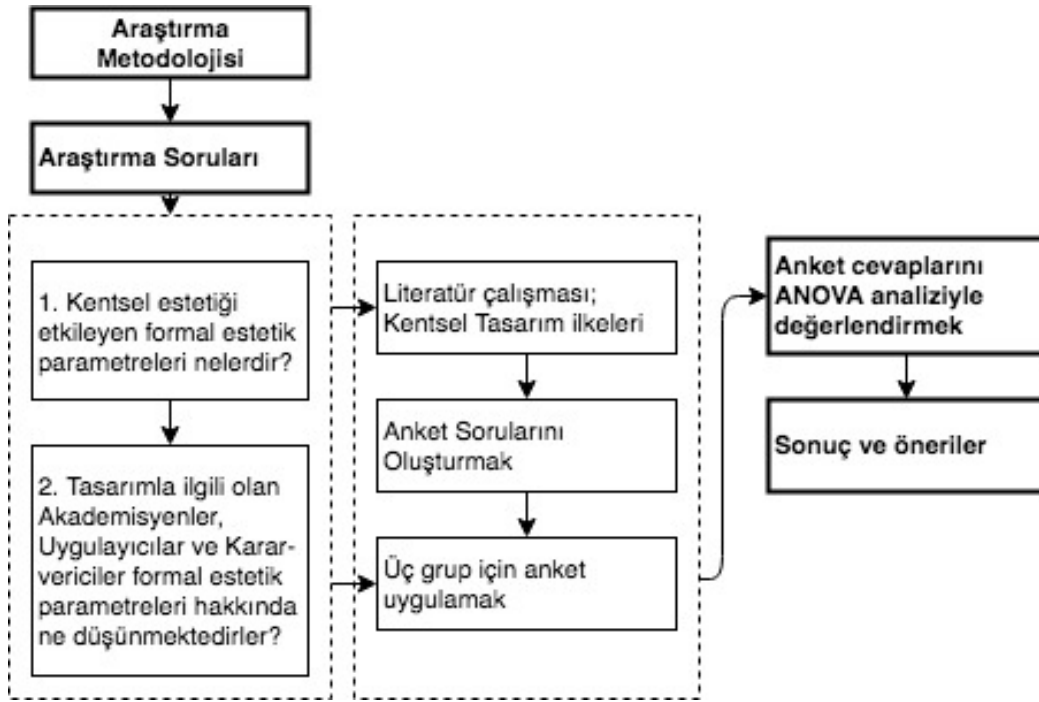 Araştırma
Metodolojisi
Araştırma Soruları
1. Kentsel estetiği
etkileyen formal estetik
parametreleri nelerdir?
2. Tasarımla ilgili olan
Akademisyenler,
Uygulayıcılar ve Karar-
vericiler formal estetik
parametreleri hakkında
ne düşünmektedirler?
Literatür çalışması;
Kentsel Tasarım ilkeleri
Anket Sorularını
Oluşturmak
Üç grup için anket
uygulamak
Anket cevaplarını
ANOVA analiziyle
değerlendirmek
Sonuç ve öneriler